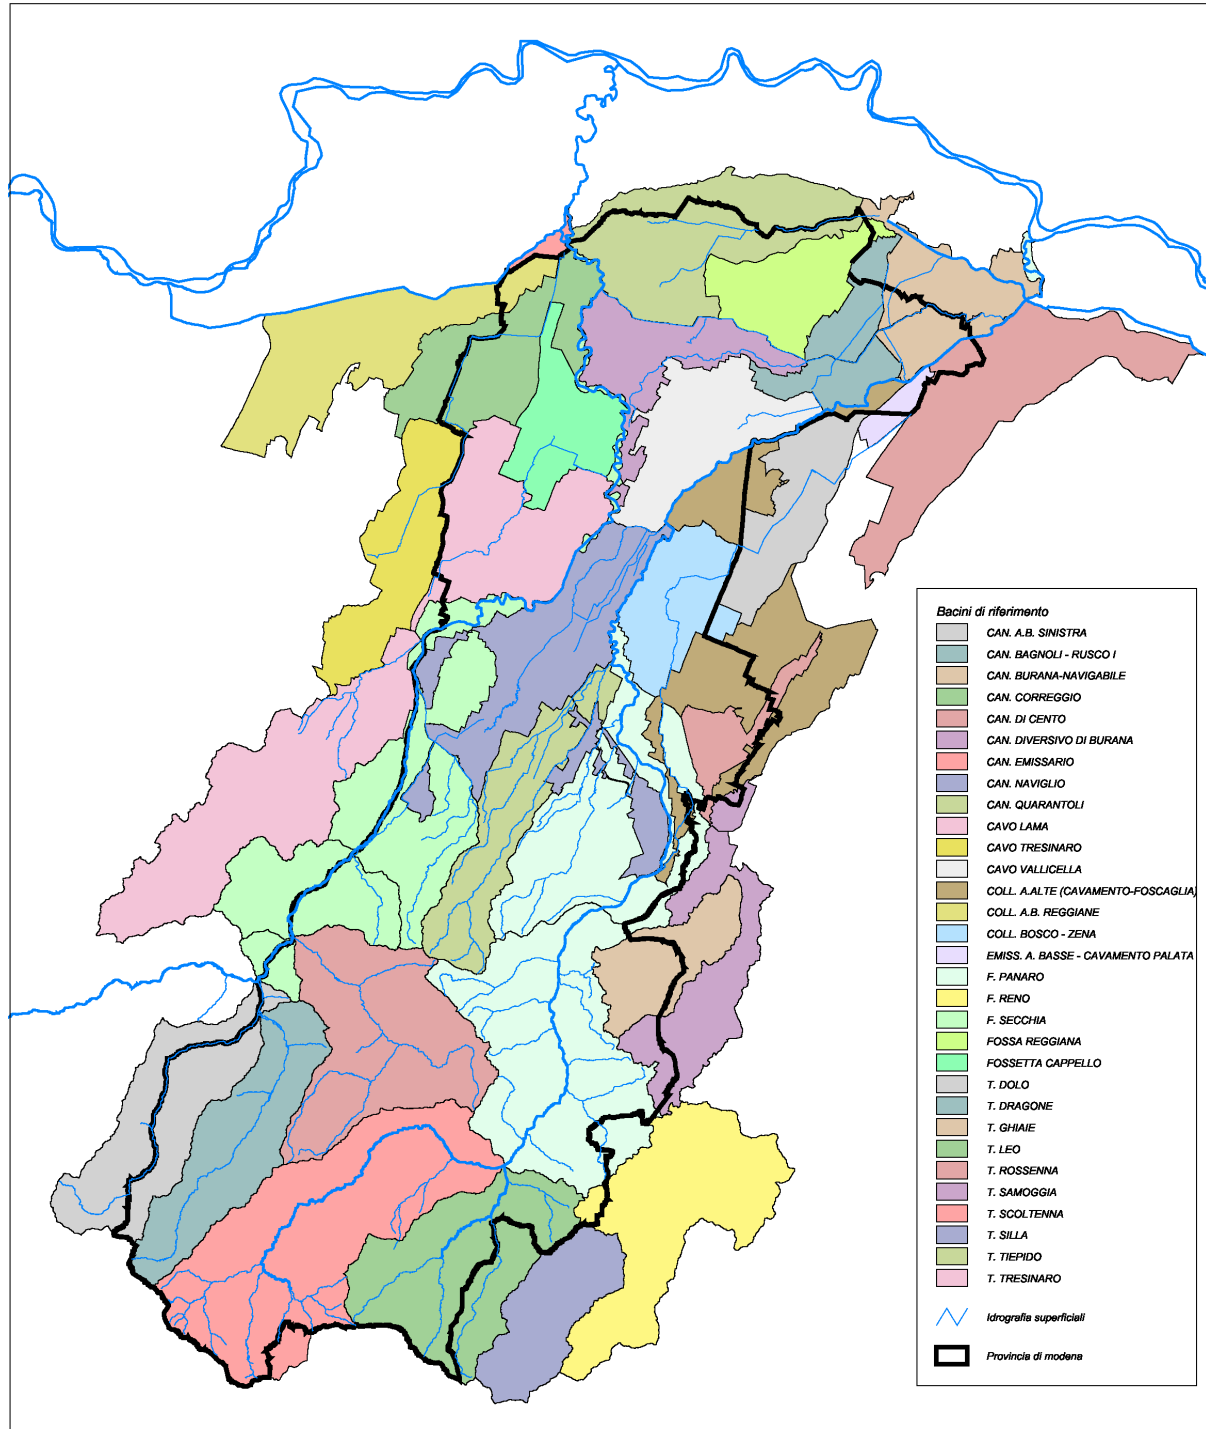 Bacini di riferimento
CAN. A.B. SINISTRA
CAN. BAGNOLI - RUSCO I
CAN. BURANA-NAVIGABILE
CAN. CORREGGIO
CAN. DI CENTO
CAN. DIVERSIVO DI BURANA
CAN. EMISSARIO
CAN. NAVIGLIO
CAN. QUARANTOLI
CAVO LAMA
CAVO TRESINARO
CAVO VALLICELLA
COLL. A.ALTE (CAVAMENTO-FOSCAGLIA)
COLL. A.B. REGGIANE
COLL. BOSCO - ZENA
EMISS. A. BASSE - CAVAMENTO PALATA
F. PANARO
F. RENO
F. SECCHIA
FOSSA REGGIANA
FOSSETTA CAPPELLO
T. DOLO
T. DRAGONE
T. GHIAIE
T. LEO
T. ROSSENNA
T. SAMOGGIA
T. SCOLTENNA
T. SILLA
T. TIEPIDO
T. TRESINARO
Idrografia superficiali
Provincia di modena